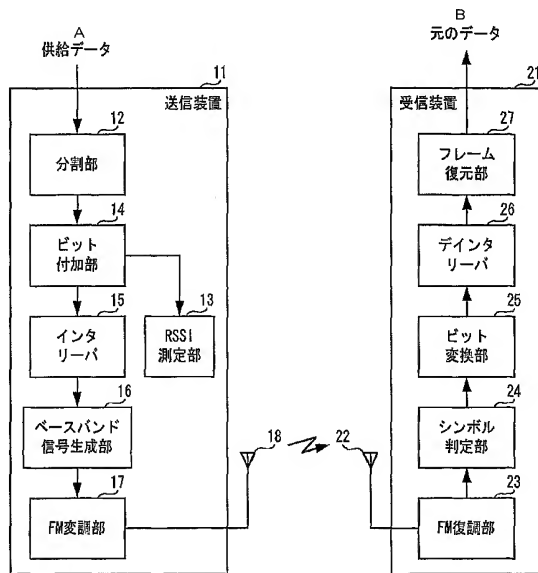 A
供給データ
11
送信装置
12
分割部
14
ビット
付加部
15
インタ
リーバ
13
RSSI
測定部
16
ベースバンド
信号生成部
17
FM変調部
18
B
元のデータ
21
受信装置
27
フレーム
復元部
26
デインタ
リーバ
25
ビット
変換部
24
シンボル
判定部
22
23
FM復調部